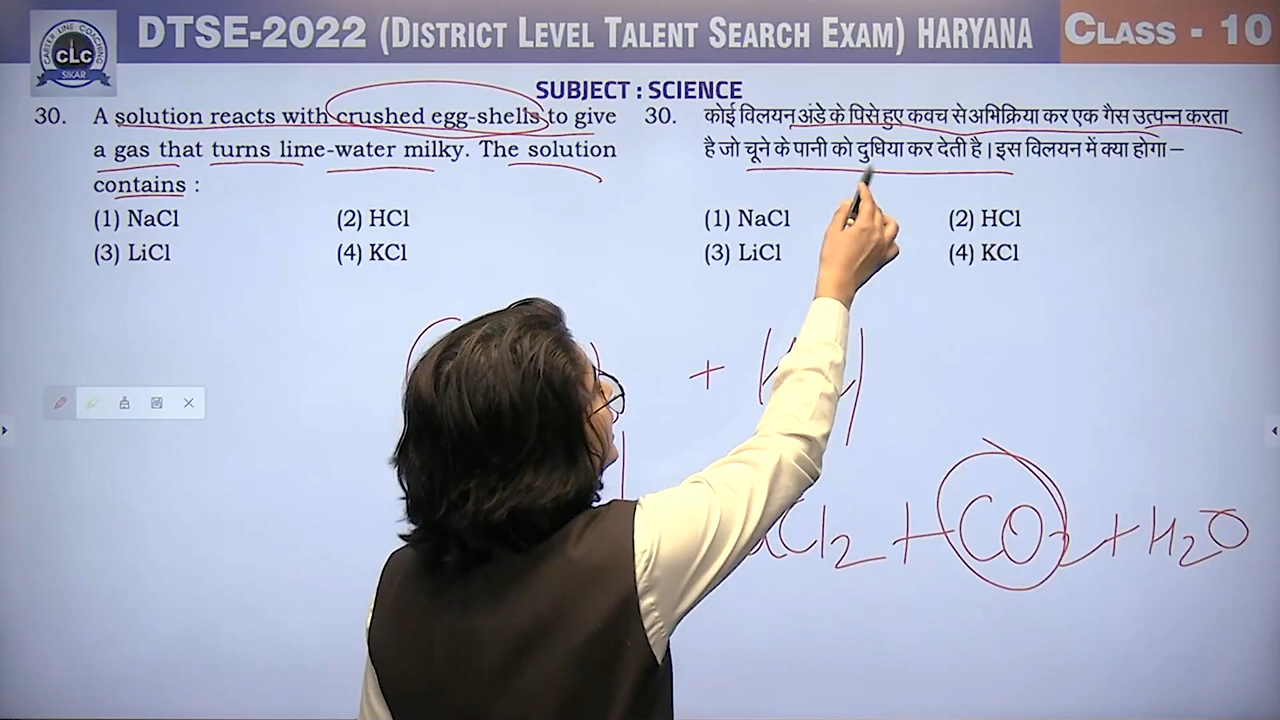 CAREER LINE COACHING
CLC
SIKAR
DTSE-2022 (DISTRICT LEVEL TALENT SEARCH EXAM) HARYANA
CLASS - 10
SUBJECT : SCIENCE
30. A solution reacts with crushed egg-shells to give
a gas that turns lime-water milky. The solution
contains :
(1) NaCl (2) HCl
(3) LiCl (4) KCl
30. कोई विलयन अंडे के पिसे हुए कवच से अभिक्रिया कर एक गैस उत्पन्न करता
है जो चूने के पानी को दुधिया कर देती है। इस विलयन में क्या होगा –
(1) NaCl (2) HCl
(3) LiCl (4) KCl
+ H
Cl2 + CO2 + H2O